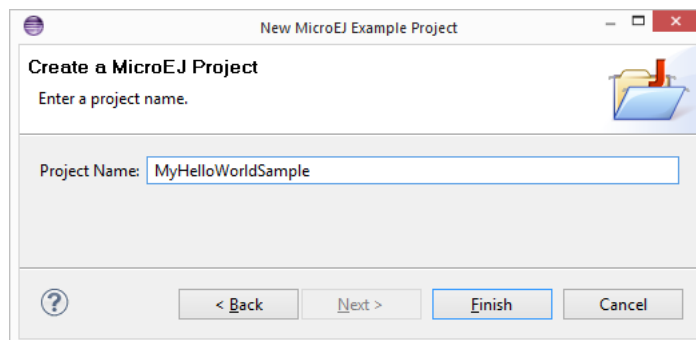 New MicroEJ Example Project
Create a MicroEJ Project
Enter a project name.
Project Name: MyHelloWorldSample
? < Back Next > Finish Cancel